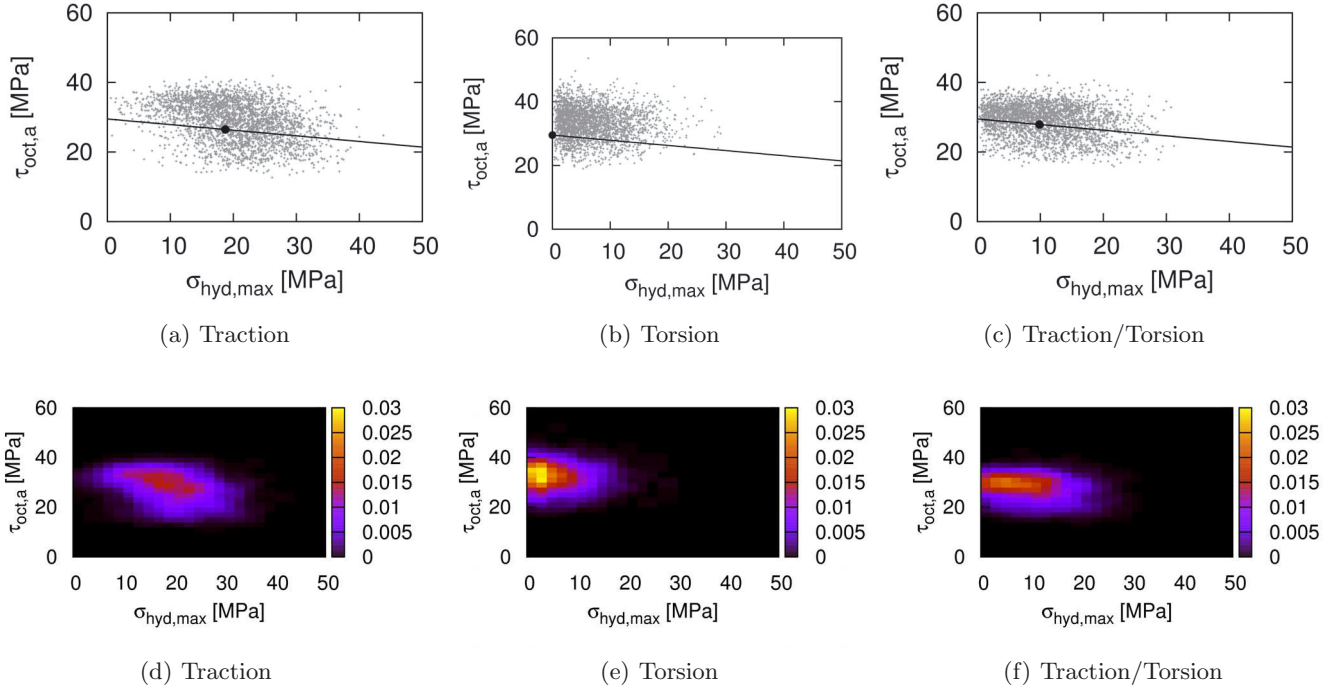 60
40
20
0
τoct,a [MPa]
0 10 20 30 40 50
σhyd,max [MPa]
(a) Traction
60
40
20
0
τoct,a [MPa]
0 10 20 30 40 50
σhyd,max [MPa]
(b) Torsion
60
40
20
0
τoct,a [MPa]
0 10 20 30 40 50
σhyd,max [MPa]
(c) Traction/Torsion
60
40
20
0
τoct,a [MPa]
0 10 20 30 40 50
σhyd,max [MPa]
0.03
0.025
0.02
0.015
0.01
0.005
0
(d) Traction
60
40
20
0
τoct,a [MPa]
0 10 20 30 40 50
σhyd,max [MPa]
0.03
0.025
0.02
0.015
0.01
0.005
0
(e) Torsion
60
40
20
0
τoct,a [MPa]
0 10 20 30 40 50
σhyd,max [MPa]
0.03
0.025
0.02
0.015
0.01
0.005
0
(f) Traction/Torsion